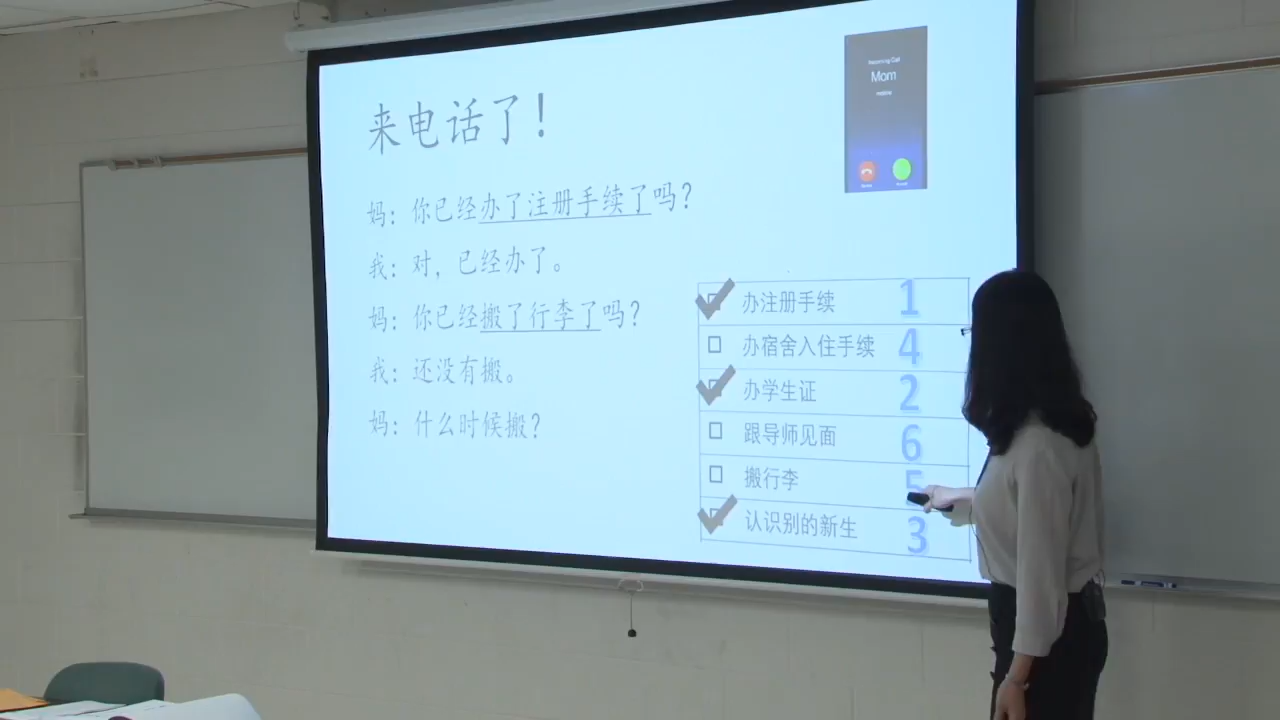 来电话了！
Incoming Call
Mom
mobile
妈：你已经办了注册手续了吗？
我：对，已经办了。
妈：你已经搬了行李了吗？
我：还没有搬。
妈：什么时候搬？
办注册手续 1
办宿舍入住手续 4
办学生证 2
跟导师见面 6
搬行李 5
认识别的新生 3